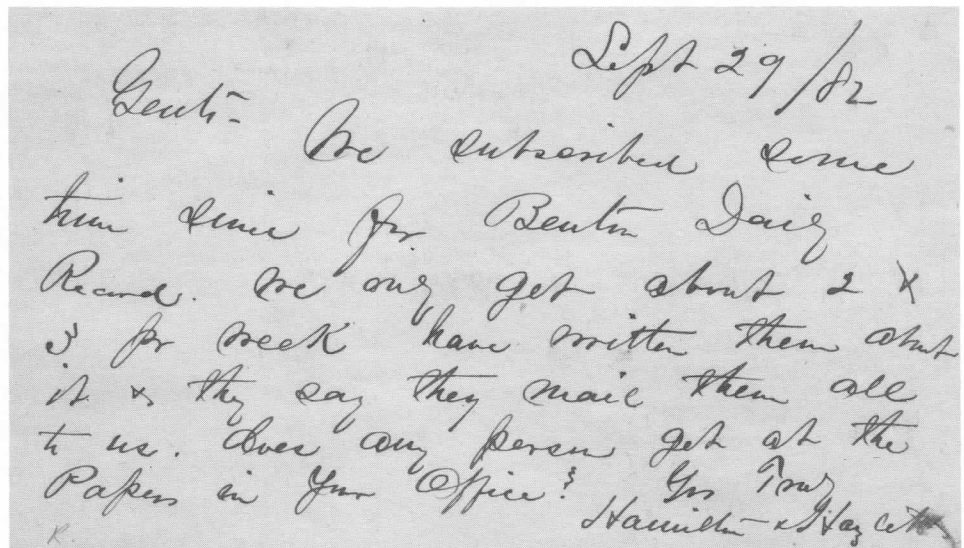 Sept 29/82
Gents-
We subscribed some
time since for Benton Daily
Record. We only get about 2 &
3 pr week have written them about
it & they say they mail them all
to us. does any person get at the
Papers in Your Office? Yrs Truly
Hamilton & Hazlett